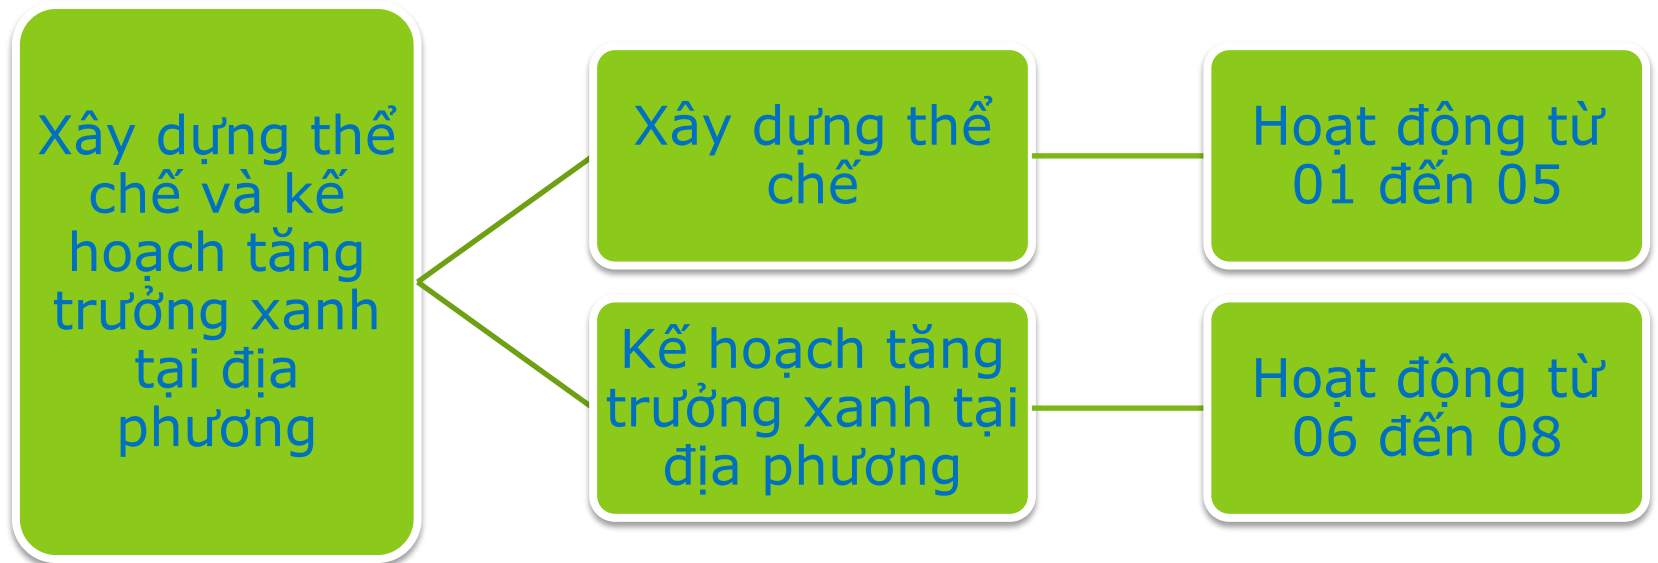 Xây dựng thể
chế và kế
hoạch tăng
trưởng xanh
tại địa
phương
Xây dựng thể
chế
Hoạt động từ
01 đến 05
Kế hoạch tăng
trưởng xanh tại
địa phương
Hoạt động từ
06 đến 08